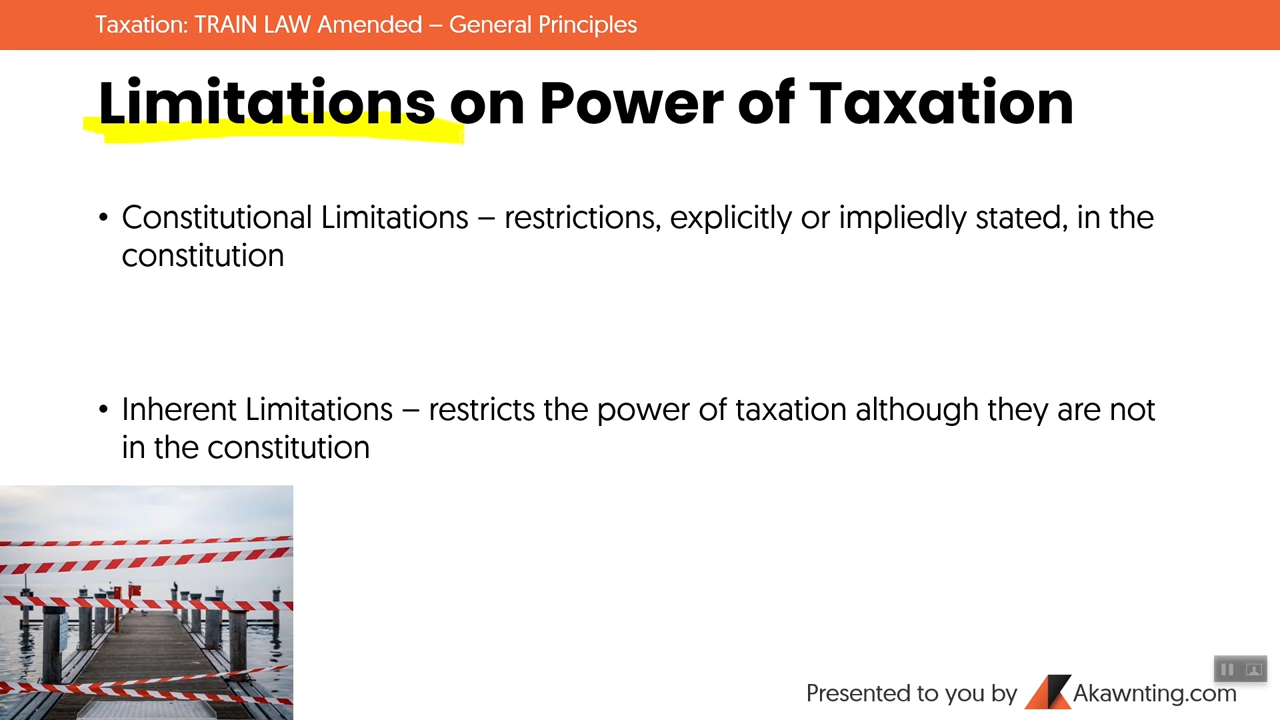 Taxation: TRAIN LAW Amended – General Principles
Limitations on Power of Taxation
• Constitutional Limitations – restrictions, explicitly or impliedly stated, in the
constitution
• Inherent Limitations – restricts the power of taxation although they are not
in the constitution
Presented to you by Akawnting.com